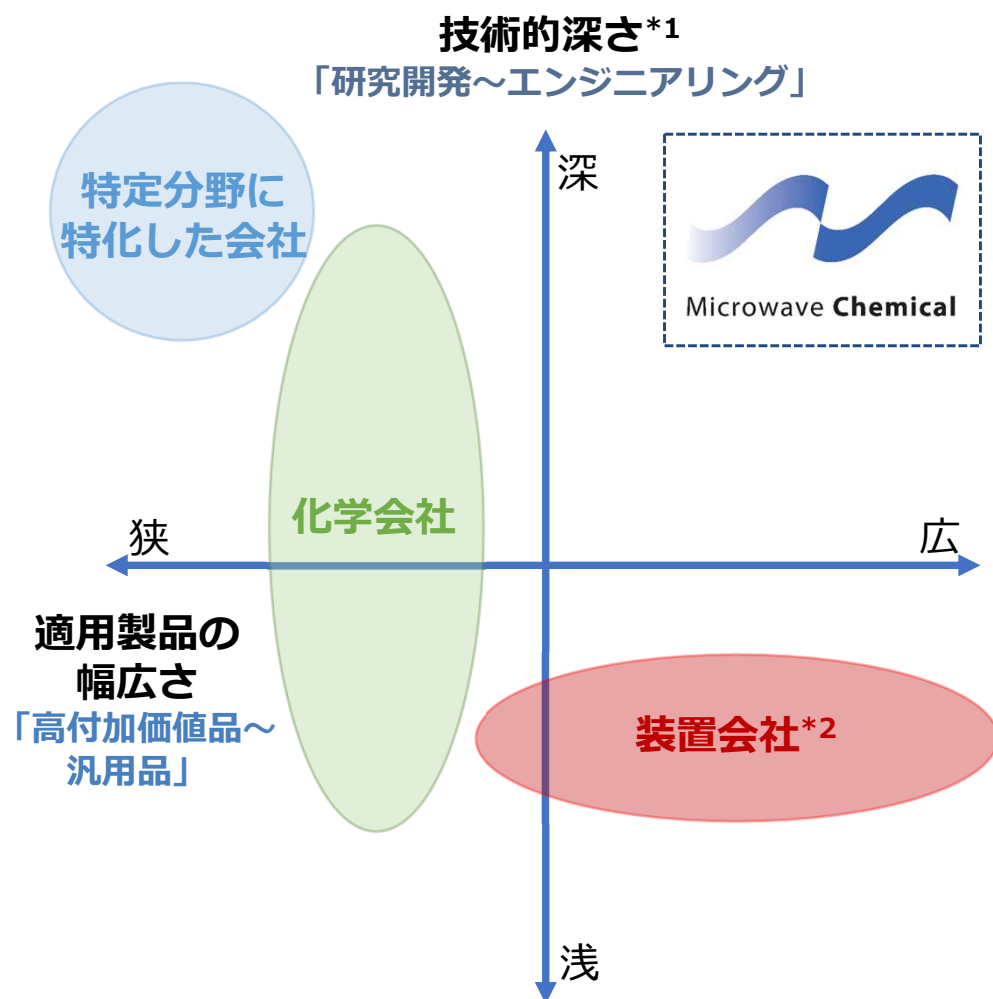 技術的深さ*1
「研究開発～エンジニアリング」
深
特定分野に
特化した会社
Microwave Chemical
化学会社
狭
広
適用製品の
幅広さ
「高付加価値品～
汎用品」
装置会社*2
浅